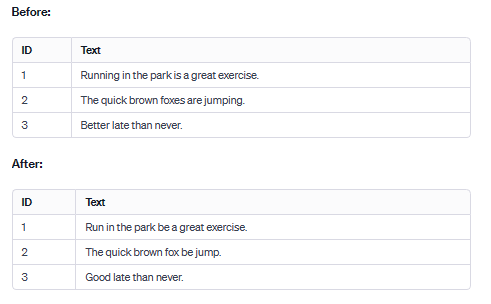 Before:
ID Text
1 Running in the park is a great exercise.
2 The quick brown foxes are jumping.
3 Better late than never.
After:
ID Text
1 Run in the park be a great exercise.
2 The quick brown fox be jump.
3 Good late than never.